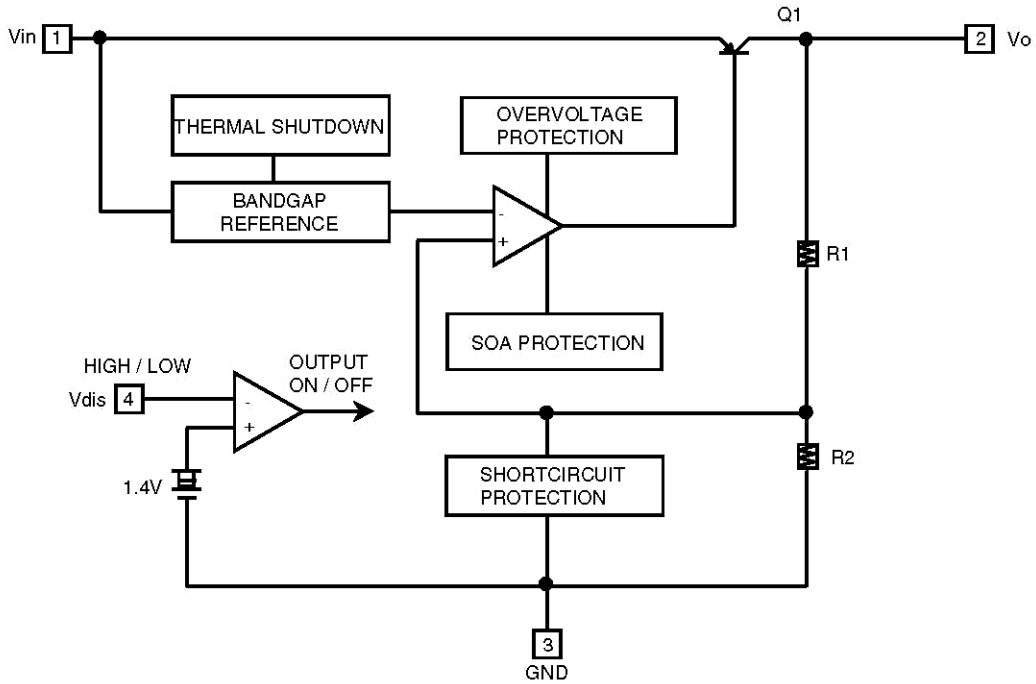 Q1
Vin 1
2 Vo
THERMAL SHUTDOWN
OVERVOLTAGE
PROTECTION
BANDGAP
REFERENCE
-
+
R1
SOA PROTECTION
HIGH / LOW
OUTPUT
ON / OFF
Vdis 4
-
+
1.4V
SHORTCIRCUIT
PROTECTION
R2
3
GND